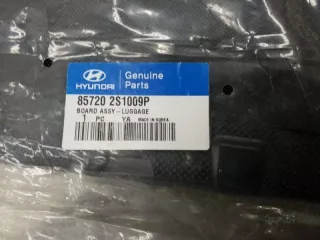 HYUNDAI
Genuine
Parts
85720 2S1009P
BOARD ASSY-LUGGAGE
1 PC YA MADE IN KOREA